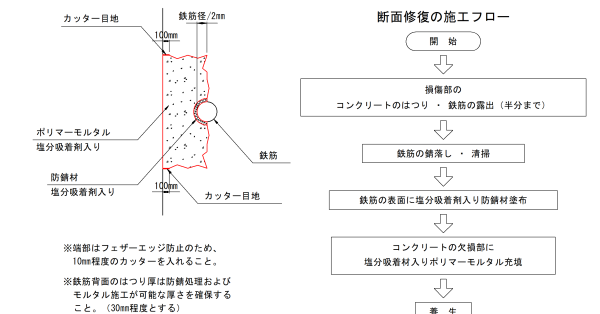 カッター目地
鉄筋径/2mm
100mm
ポリマーモルタル
塩分吸着剤入り
鉄筋
防錆材
塩分吸着剤入り
100mm
カッター目地
※端部はフェザーエッジ防止のため、
10mm程度のカッターを入れること。
※鉄筋背面のはつり厚は防錆処理および
モルタル施工が可能な厚さを確保する
こと。（30mm程度とする）
断面修復の施工フロー
開 始
損傷部の
コンクリートのはつり ・ 鉄筋の露出（半分まで）
鉄筋の錆落し ・ 清掃
鉄筋の表面に塩分吸着剤入り防錆材塗布
コンクリートの欠損部に
塩分吸着材入りポリマーモルタル充填
養 生